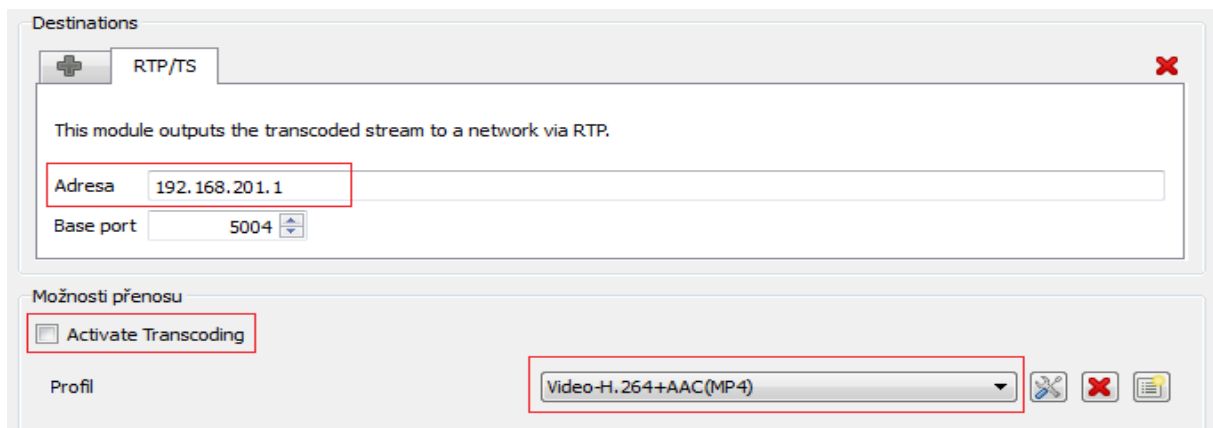 Destinations
RTP/TS
This module outputs the transcoded stream to a network via RTP.
Adresa 192.168.201.1
Base port 5004
Možnosti přenosu
Activate Transcoding
Profil Video-H.264+AAC(MP4)